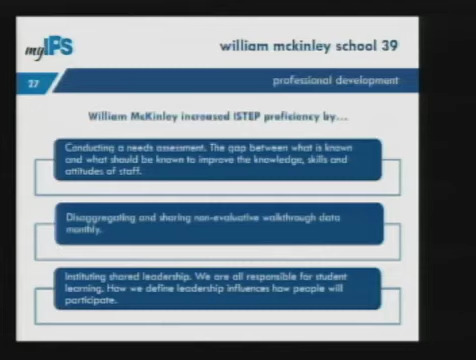 myIPS
william mckinley school 39
27
professional development
William McKinley increased ISTEP proficiency by...
Conducting a needs assessment. The gap between what is known
and what should be known to improve the knowledge, skills and
attitudes of staff.
Disaggregating and sharing non-evaluative walkthrough data
monthly.
Instituting shared leadership. We are all responsible for student
learning. How we define leadership influences how people will
participate.